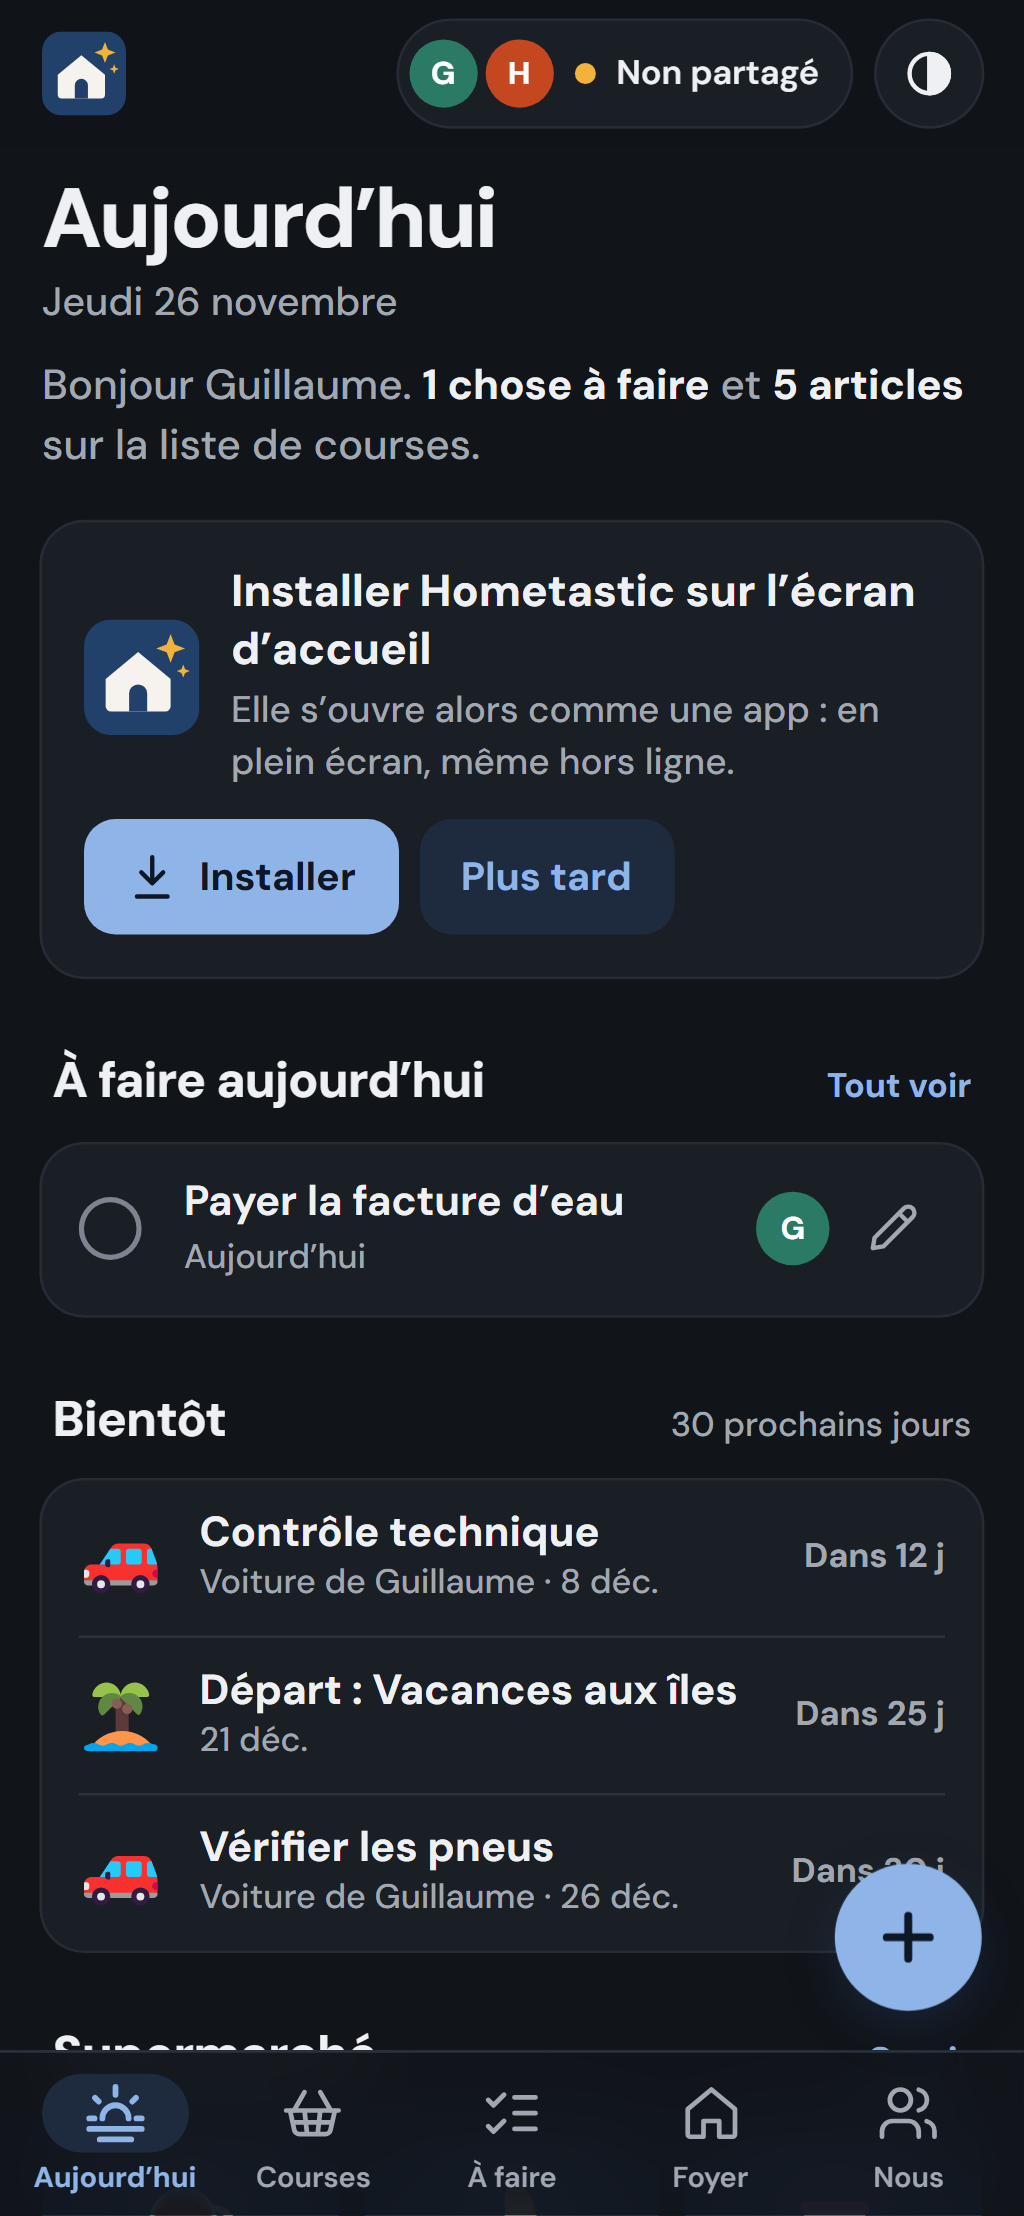 G H Non partagé
Aujourd’hui
Jeudi 26 novembre
Bonjour Guillaume. 1 chose à faire et 5 articles
sur la liste de courses.
Installer Hometastic sur l’écran
d’accueil
Elle s’ouvre alors comme une app : en
plein écran, même hors ligne.
Installer Plus tard
À faire aujourd’hui Tout voir
Payer la facture d’eau
Aujourd’hui
G
Bientôt 30 prochains jours
Contrôle technique
Voiture de Guillaume · 8 déc.
Dans 12 j
Départ : Vacances aux îles
21 déc.
Dans 25 j
Vérifier les pneus
Voiture de Guillaume · 26 déc.
Dans 30 j
Supermarché
Aujourd’hui Courses À faire Foyer Nous